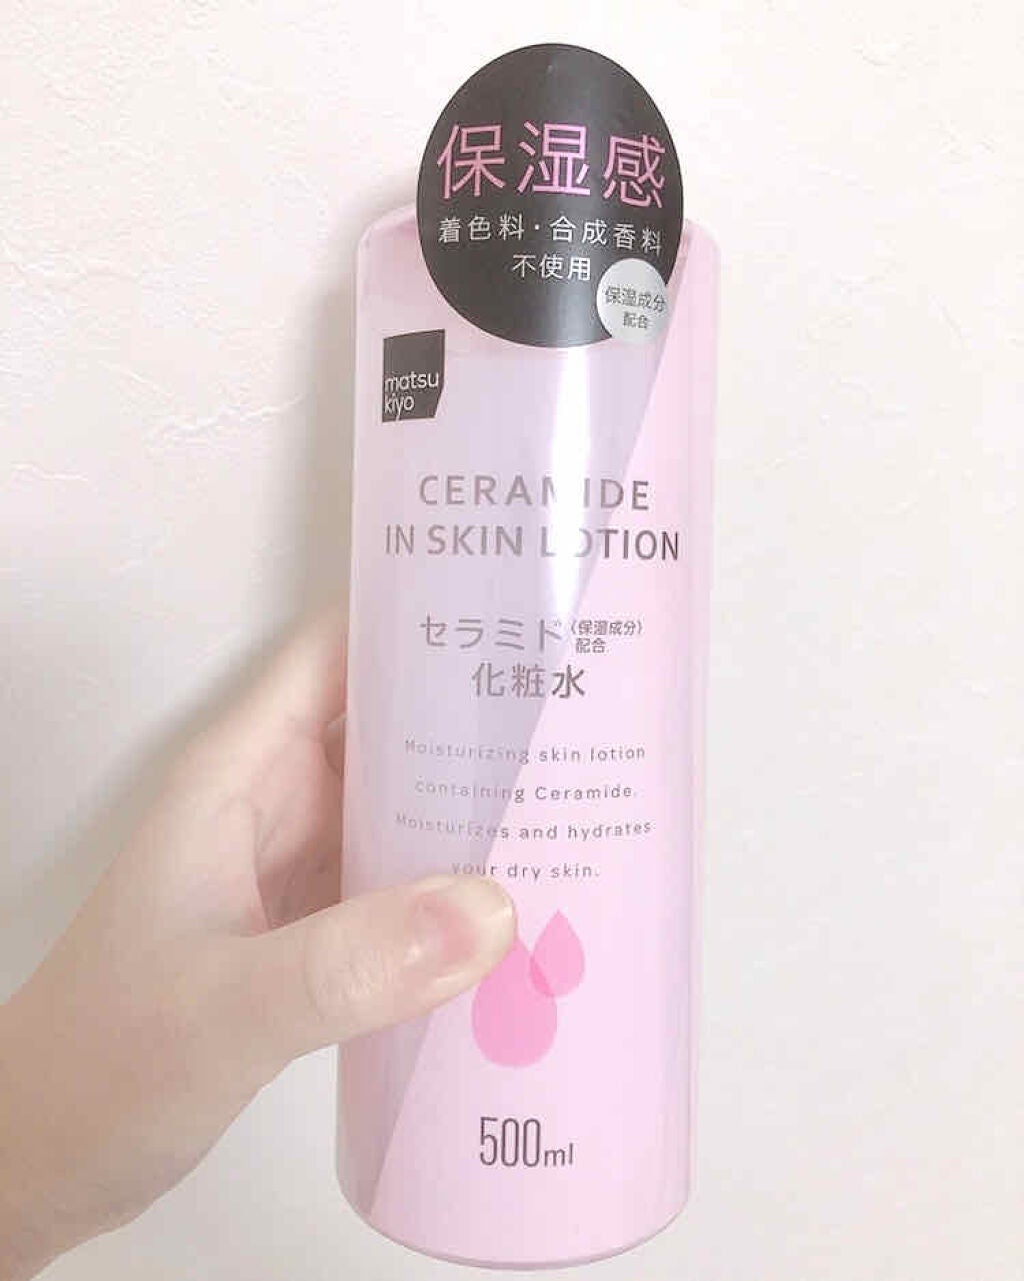 保湿感
着色料・合成香料
不使用
保湿成分
配合
matsu
kiyo
CERAMIDE
IN SKIN LOTION
セラミド〈保湿成分〉
配合
化粧水
Moisturizing skin lotion
containing Ceramide.
Moisturizes and hydrates
your dry skin.
500ml